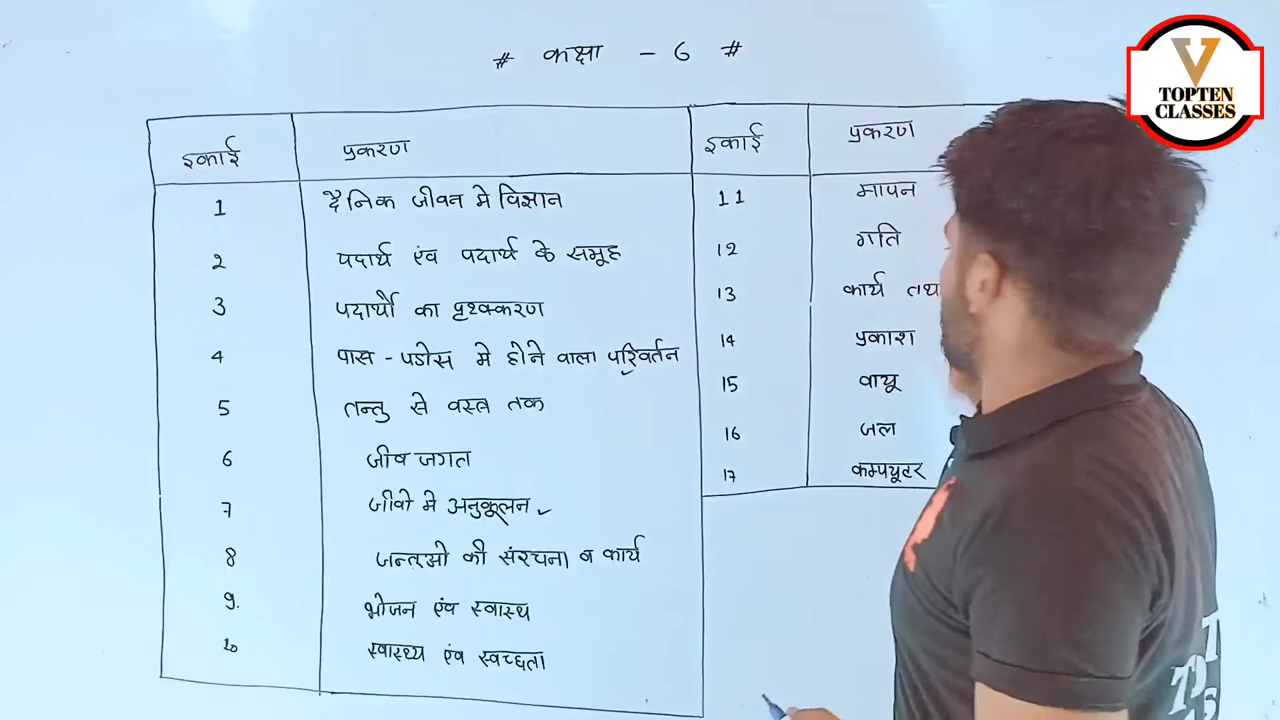 # कक्षा - 6 #
इकाई प्रकरण
1 दैनिक जीवन मे विज्ञान
2 पदार्थ एंव पदार्थ के समूह
3 पदार्थो का पृथक्करण
4 पास - पडोस मे होने वाला परिवर्तन
5 तन्तु से वस्त्र तक
6 जीव जगत
7 जीवो मे अनुकूलन
8 जन्तुओ की संरचना व कार्य
9. भोजन एंव स्वास्थ
10 स्वास्थ्य एंव स्वच्छता
इकाई प्रकरण
11 मापन
12 गति
13 कार्य तथ
14 प्रकाश
15 वायु
16 जल
17 कम्पयूटर
V
TOPTEN
CLASSES